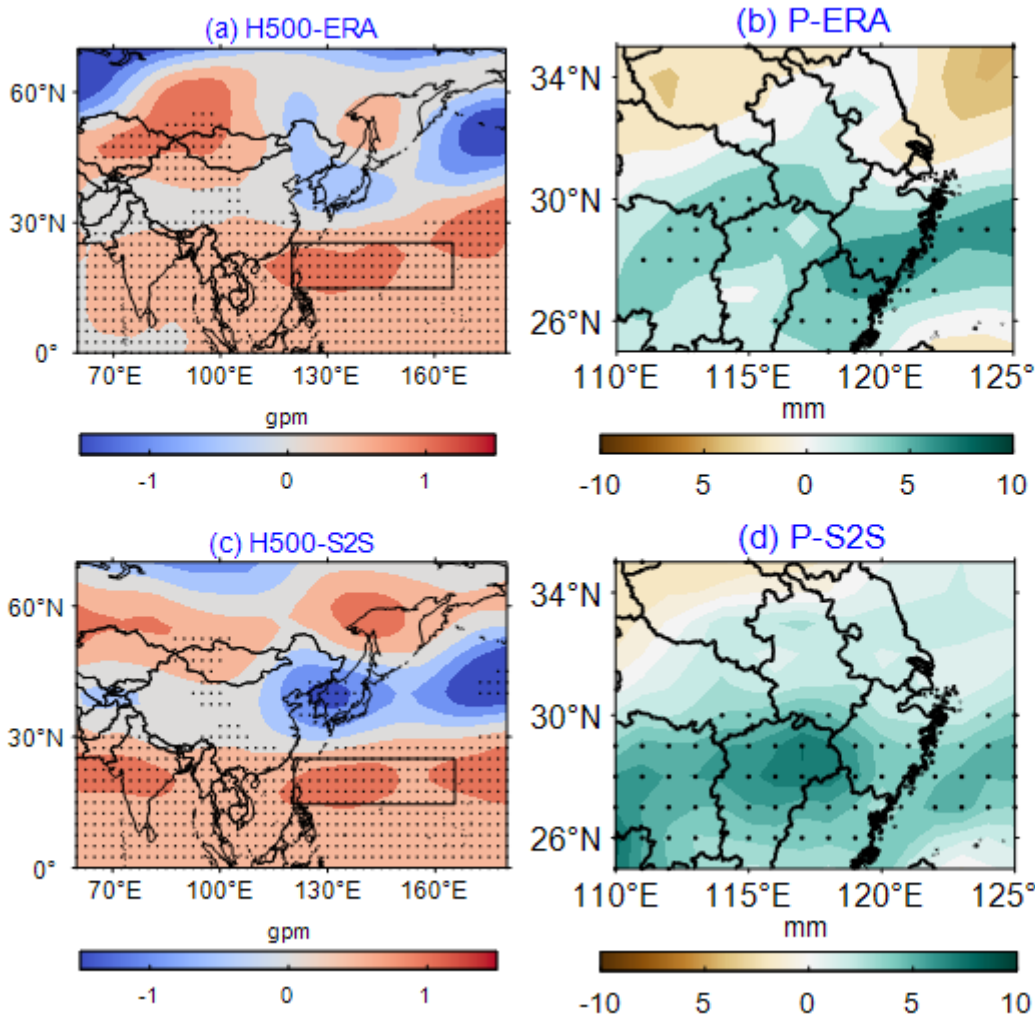 (a) H500-ERA
60°N
30°N
0°
70°E 100°E 130°E 160°E
gpm
-1 0 1
(b) P-ERA
34°N
30°N
26°N
110°E 115°E 120°E 125°
mm
-10 5 0 5 10
(c) H500-S2S
60°N
30°N
0°
70°E 100°E 130°E 160°E
gpm
-1 0 1
(d) P-S2S
34°N
30°N
26°N
110°E 115°E 120°E 125°E
mm
-10 5 0 5 10